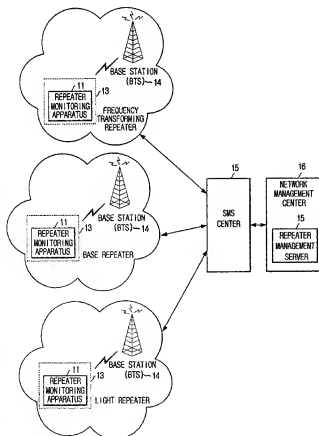 11
REPEATER
MONITORING
APPARATUS
13
BASE STATION
(BTS)
14
FREQUENCY
TRANSFORMING
REPEATER
11
REPEATER
MONITORING
APPARATUS
13
BASE STATION
(BTS)
14
BASE REPEATER
11
REPEATER
MONITORING
APPARATUS
13
BASE STATION
(BTS)
14
LIGHT REPEATER
15
SMS
CENTER
16
NETWORK
MANAGEMENT
CENTER
15
REPEATER
MANAGEMENT
SERVER